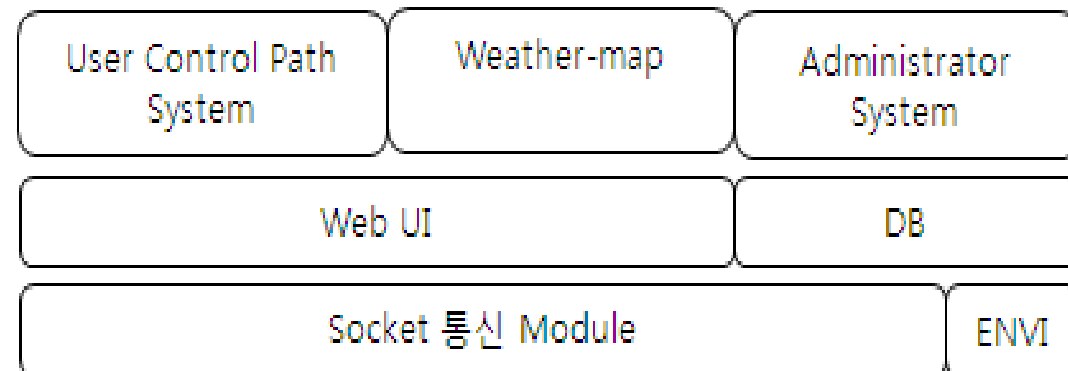 User Control Path
System
Weather-map
Administrator
System
Web UI
DB
Socket 통신 Module
ENVI